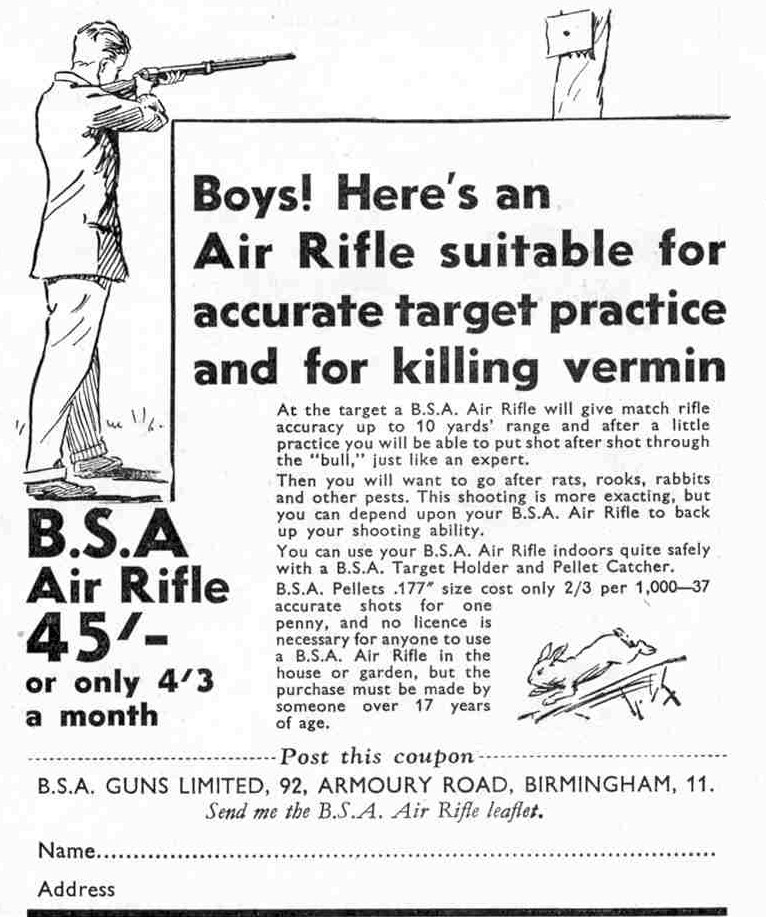 Boys! Here's an
Air Rifle suitable for
accurate target practice
and for killing vermin
At the target a B.S.A. Air Rifle will give match rifle
accuracy up to 10 yards' range and after a little
practice you will be able to put shot after shot through
the "bull," just like an expert.
Then you will want to go after rats, rooks, rabbits
and other pests. This shooting is more exacting, but
you can depend upon your B.S.A. Air Rifle to back
up your shooting ability.
You can use your B.S.A. Air Rifle indoors quite safely
with a B.S.A. Target Holder and Pellet Catcher.
B.S.A. Pellets .177" size cost only 2/3 per 1,000—37
accurate shots for one
penny, and no licence is
necessary for anyone to use
a B.S.A. Air Rifle in the
house or garden, but the
purchase must be made by
someone over 17 years
of age.
B.S.A
Air Rifle
45/-
or only 4/3
a month
Post this coupon
B.S.A. GUNS LIMITED, 92, ARMOURY ROAD, BIRMINGHAM, 11.
Send me the B.S.A. Air Rifle leaflet.
Name
Address